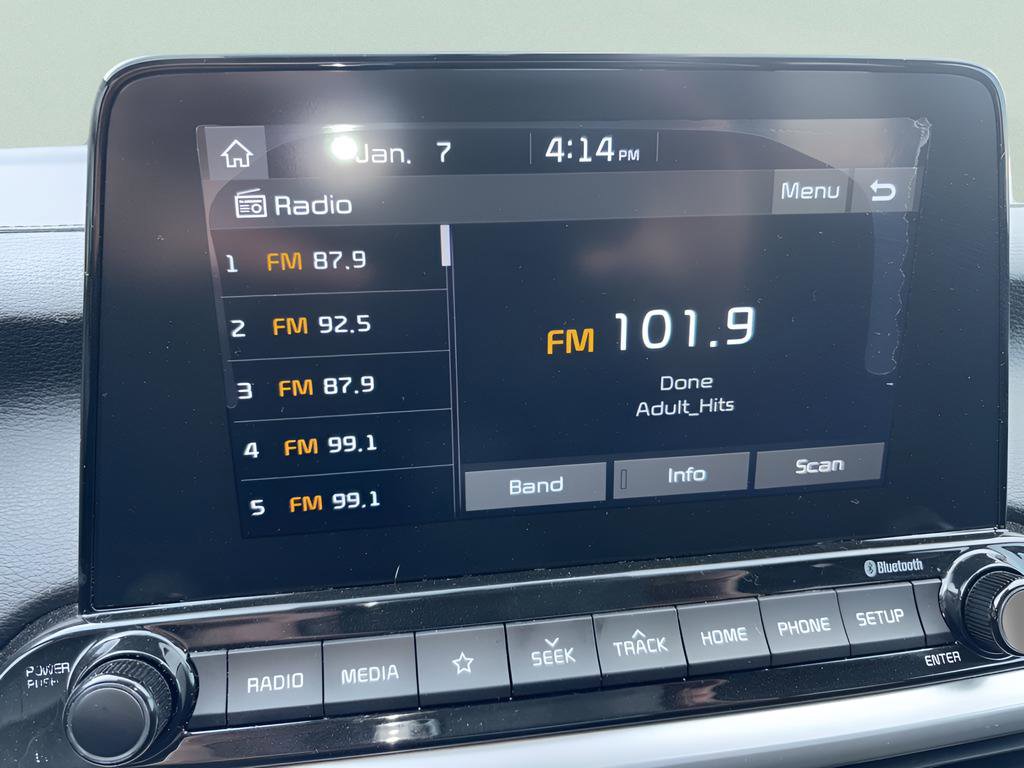 Jan. 7 4:14 PM
Radio Menu
1 FM 87.9
2 FM 92.5
3 FM 87.9
4 FM 99.1
5 FM 99.1
FM 101.9
Done
Adult_Hits
Band Info Scan
Bluetooth
POWER
PUSH
RADIO MEDIA SEEK TRACK HOME PHONE SETUP
ENTER